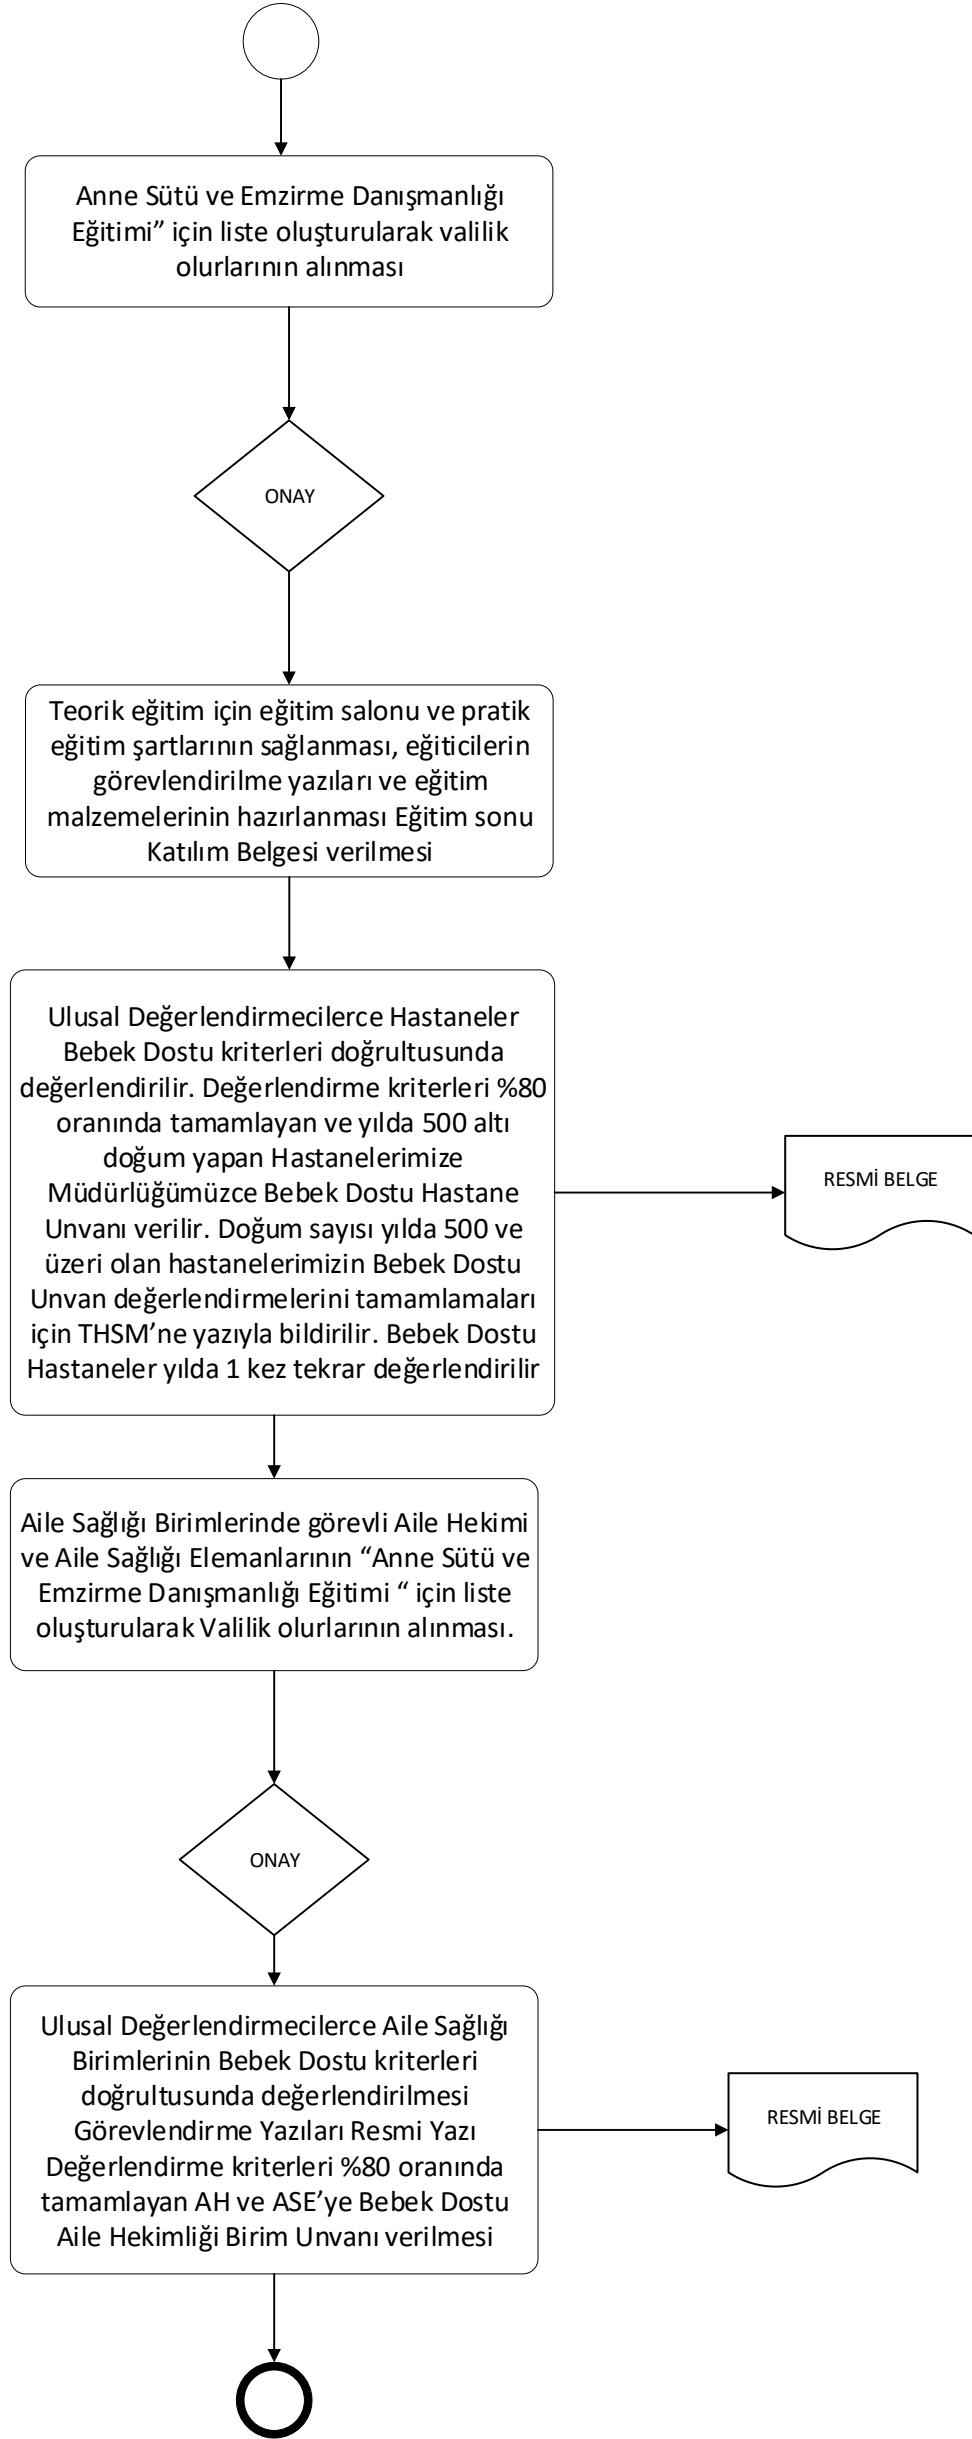 Anne Sütü ve Emzirme Danışmanlığı
Eğitimi” için liste oluşturularak valilik
olurlarının alınması
ONAY
Teorik eğitim için eğitim salonu ve pratik
eğitim şartlarının sağlanması, eğiticilerin
görevlendirilme yazıları ve eğitim
malzemelerinin hazırlanması Eğitim sonu
Katılım Belgesi verilmesi
Ulusal Değerlendirmecilerce Hastaneler
Bebek Dostu kriterleri doğrultusunda
değerlendirilir. Değerlendirme kriterleri %80
oranında tamamlayan ve yılda 500 altı
doğum yapan Hastanelerimize
Müdürlüğümüzce Bebek Dostu Hastane
Unvanı verilir. Doğum sayısı yılda 500 ve
üzeri olan hastanelerimizin Bebek Dostu
Unvan değerlendirmelerini tamamlamaları
için THSM’ne yazıyla bildirilir. Bebek Dostu
Hastaneler yılda 1 kez tekrar değerlendirilir
RESMİ BELGE
Aile Sağlığı Birimlerinde görevli Aile Hekimi
ve Aile Sağlığı Elemanlarının “Anne Sütü ve
Emzirme Danışmanlığı Eğitimi “ için liste
oluşturularak Valilik olurlarının alınması.
ONAY
Ulusal Değerlendirmecilerce Aile Sağlığı
Birimlerinin Bebek Dostu kriterleri
doğrultusunda değerlendirilmesi
Görevlendirme Yazıları Resmi Yazı
Değerlendirme kriterleri %80 oranında
tamamlayan AH ve ASE’ye Bebek Dostu
Aile Hekimliği Birim Unvanı verilmesi
RESMİ BELGE